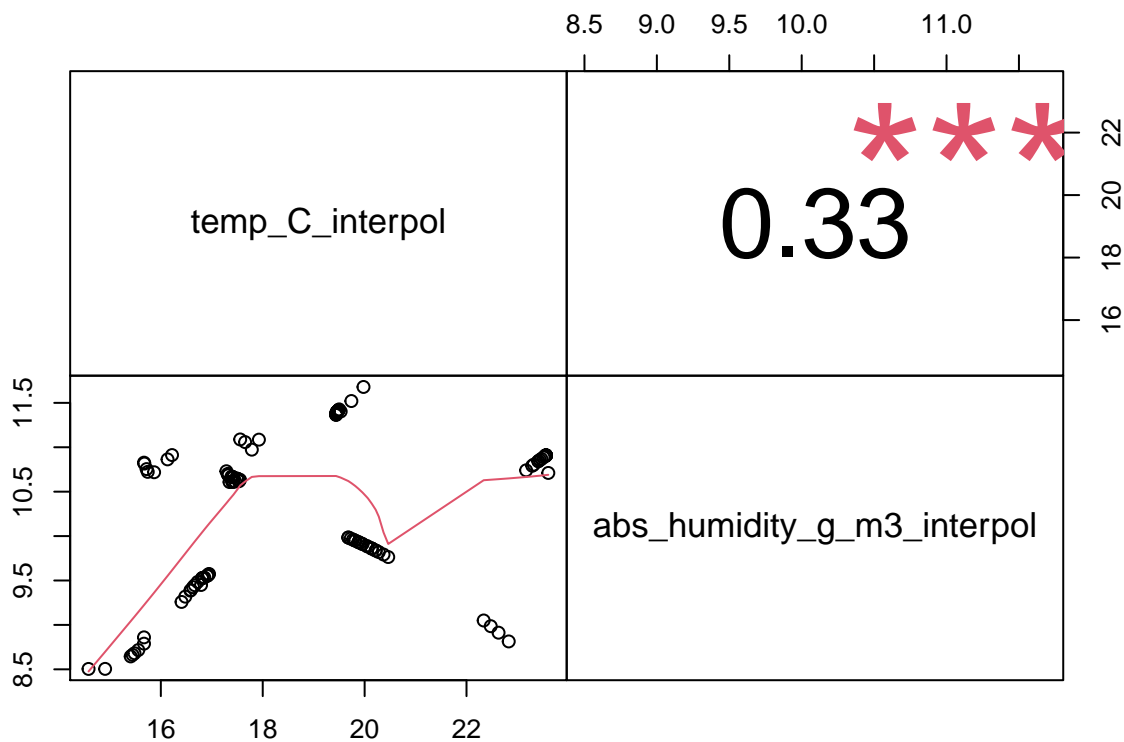 8.5 9.0 9.5 10.0 11.0
temp_C_interpol
***
0.33
16 18 20 22
8.5 9.5 10.5 11.5
abs_humidity_g_m3_interpol
16 18 20 22